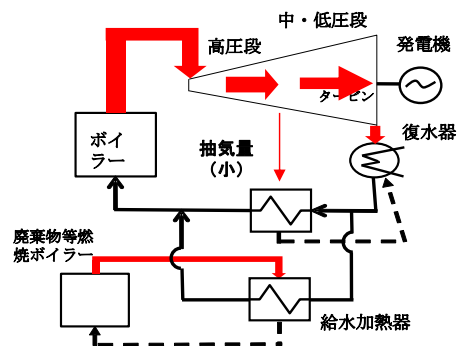 中・低圧段
高圧段
発電機
タービン
ボイ
ラー
復水器
抽気量
（小）
廃棄物等燃
焼ボイラー
給水加熱器